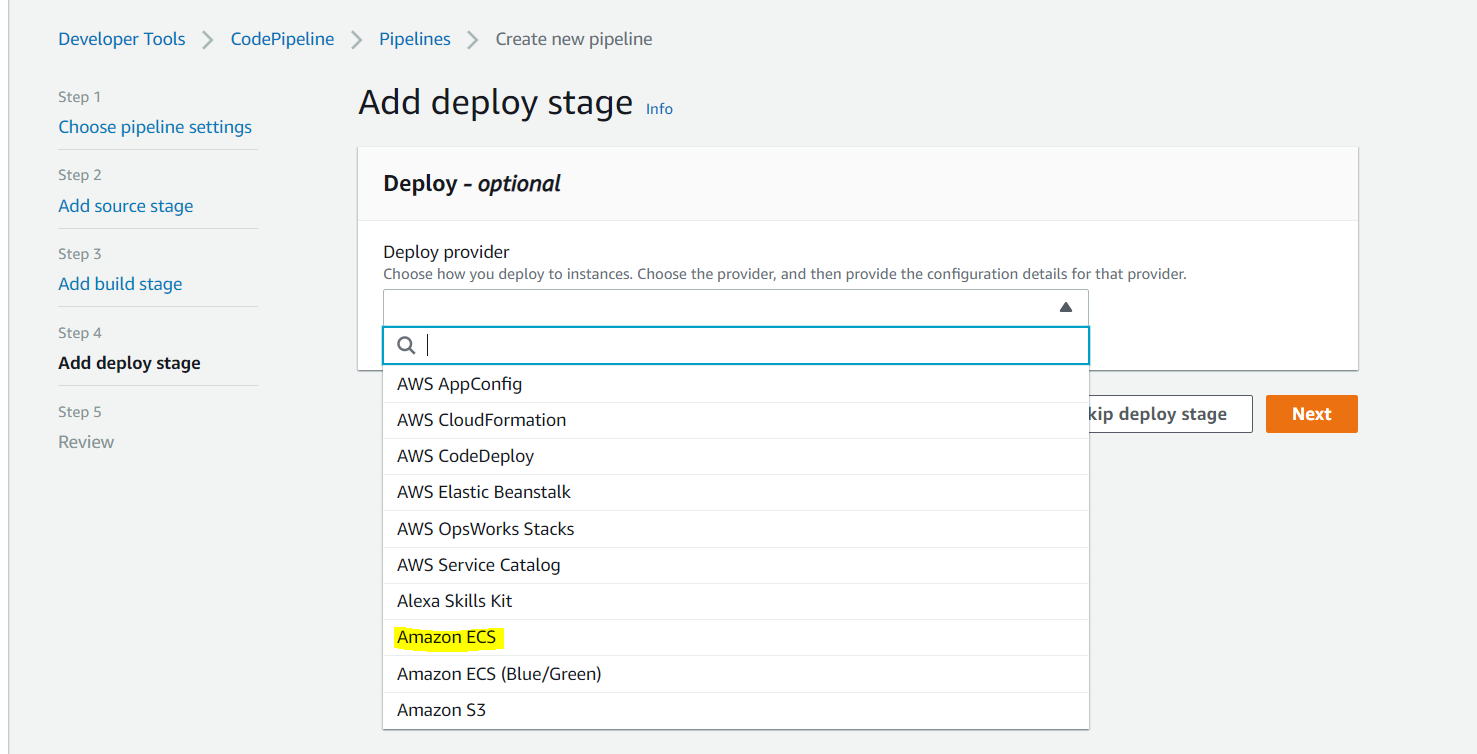 Developer Tools > CodePipeline > Pipelines > Create new pipeline
Step 1
Choose pipeline settings
Step 2
Add source stage
Step 3
Add build stage
Step 4
Add deploy stage
Step 5
Review
Add deploy stage Info
Deploy - optional
Deploy provider
Choose how you deploy to instances. Choose the provider, and then provide the configuration details for that provider.
AWS AppConfig
AWS CloudFormation
AWS CodeDeploy
AWS Elastic Beanstalk
AWS OpsWorks Stacks
AWS Service Catalog
Alexa Skills Kit
Amazon ECS
Amazon ECS (Blue/Green)
Amazon S3
kip deploy stage
Next